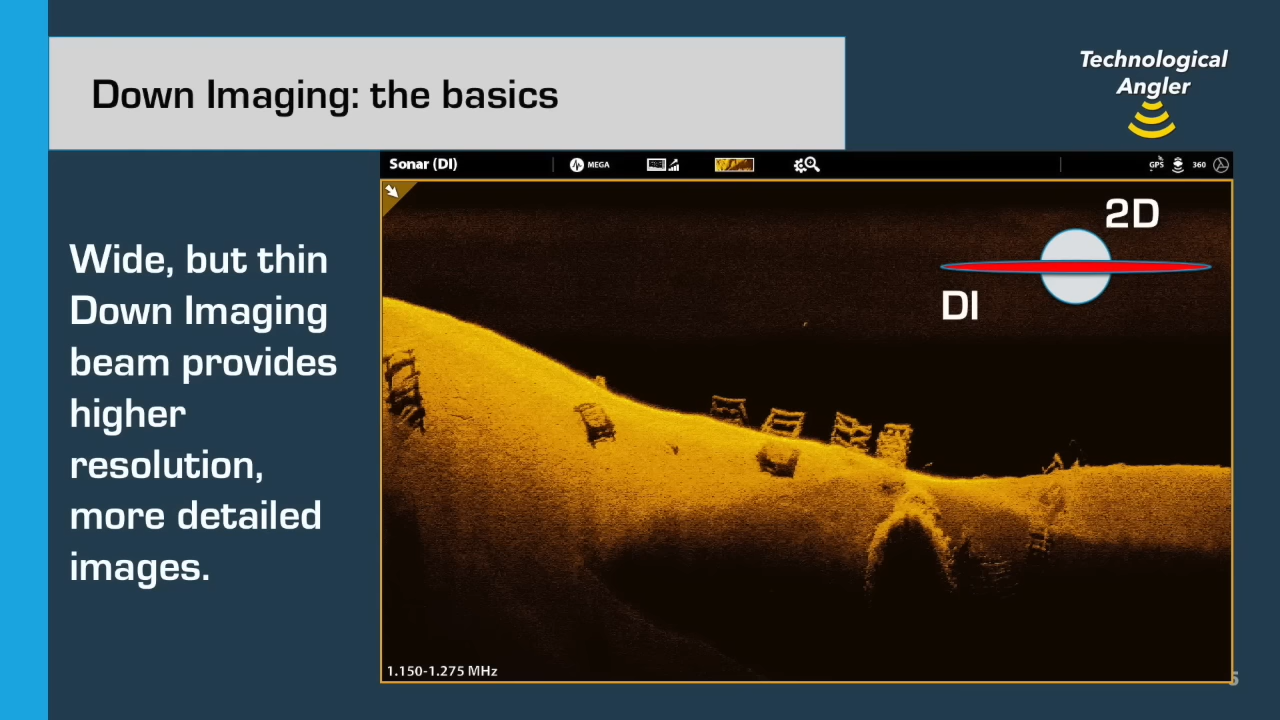 Down Imaging: the basics
Technological
Angler
Sonar (DI)
MEGA
GPS
360
2D
DI
Wide, but thin
Down Imaging
beam provides
higher
resolution,
more detailed
images.
1.150-1.275 MHz
5